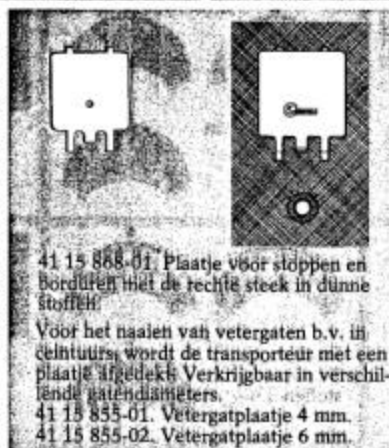 41 15 868-01. Plaatje voor stoppen en
borduren met de rechte steek in dunne
stoffen.
Voor het naaien van vetergaten b.v. in
ceintuurs, wordt de transporteur met een
plaatje afgedekt. Verkrijgbaar in verschil-
lende gatendiameters.
41 15 855-01. Vetergatplaatje 4 mm.
41 15 855-02. Vetergatplaatje 6 mm.